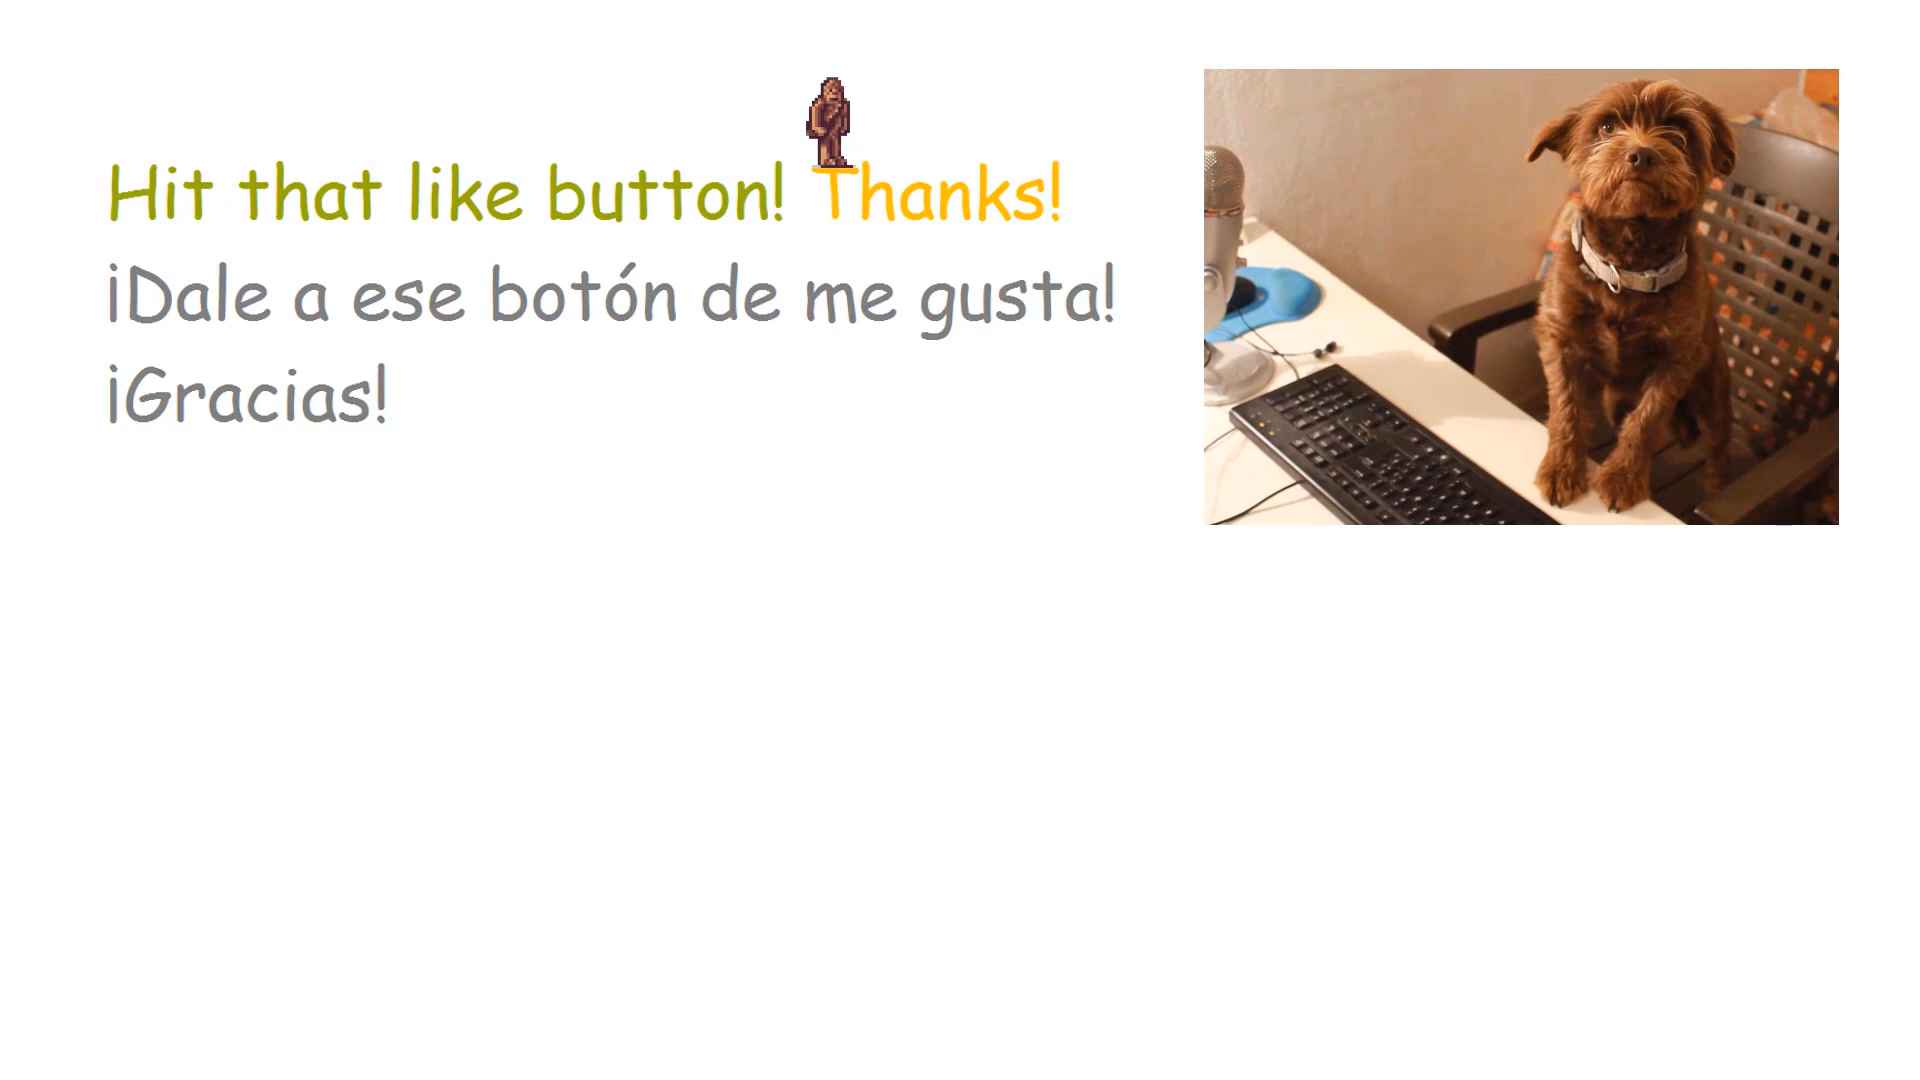 Hit that like button! Thanks!
¡Dale a ese botón de me gusta!
¡Gracias!